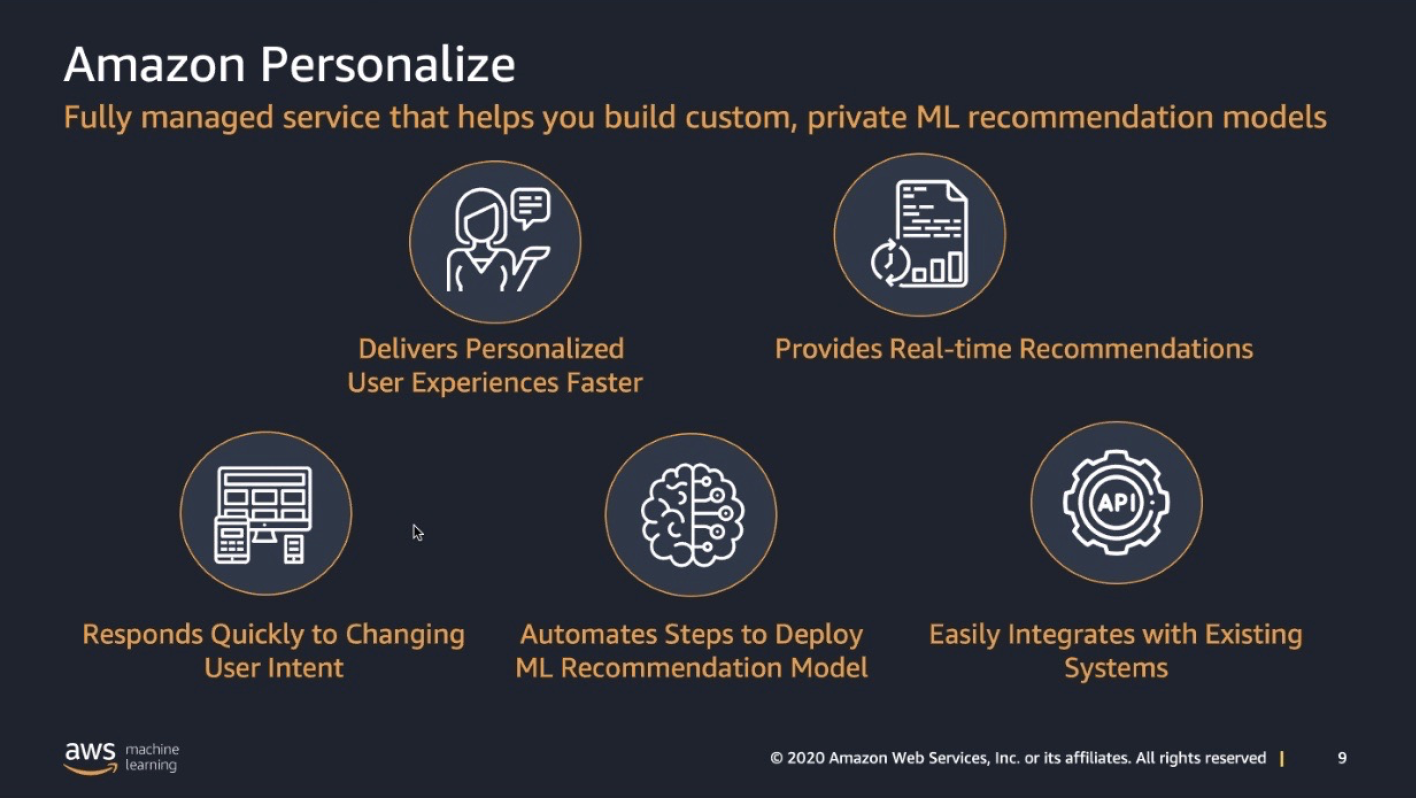 Amazon Personalize
Fully managed service that helps you build custom, private ML recommendation models
Delivers Personalized
User Experiences Faster
Provides Real-time Recommendations
API
Responds Quickly to Changing
User Intent
Automates Steps to Deploy
ML Recommendation Model
Easily Integrates with Existing
Systems
aws machine
learning
© 2020 Amazon Web Services, Inc. or its affiliates. All rights reserved | 9